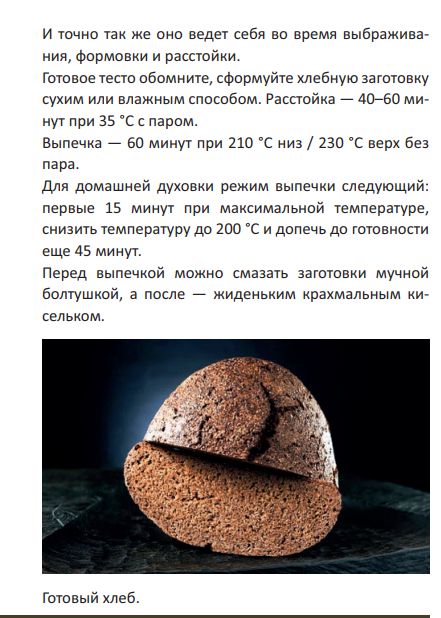 И точно так же оно ведет себя во время выбражива-
ния, формовки и расстойки.
Готовое тесто обомните, сформуйте хлебную заготовку
сухим или влажным способом. Расстойка — 40–60 ми-
нут при 35 °С с паром.
Выпечка — 60 минут при 210 °С низ / 230 °С верх без
пара.
Для домашней духовки режим выпечки следующий:
первые 15 минут при максимальной температуре,
снизить температуру до 200 °С и допечь до готовности
еще 45 минут.
Перед выпечкой можно смазать заготовки мучной
болтушкой, а после — жиденьким крахмальным ки-
сельком.
Готовый хлеб.